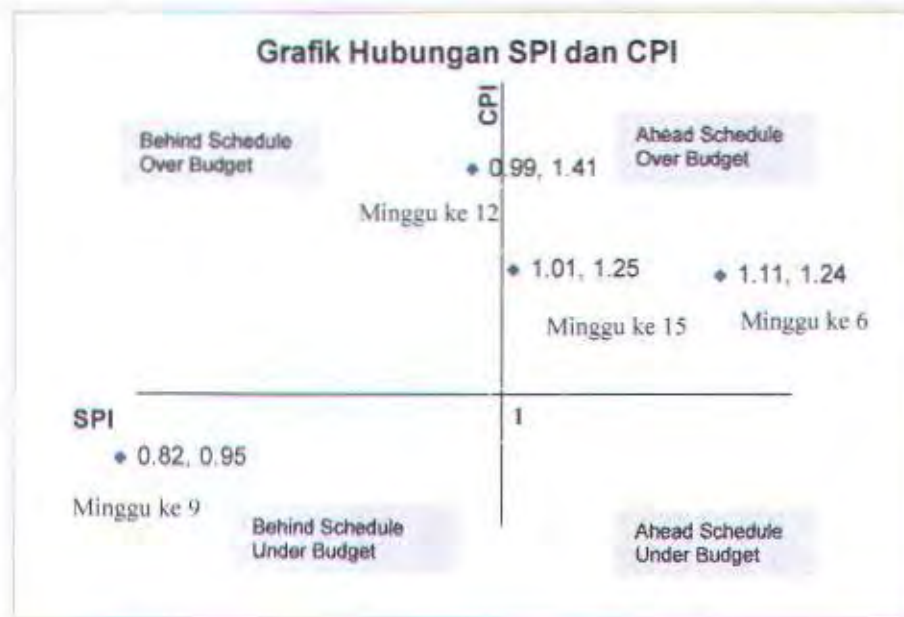 Grafik Hubungan SPI dan CPI
CPI
Behind Schedule
Over Budget
Ahead Schedule
Over Budget
0.99, 1.41
Minggu ke 12
1.01, 1.25
1.11, 1.24
Minggu ke 15
Minggu ke 6
SPI
1
0.82, 0.95
Minggu ke 9
Behind Schedule
Under Budget
Ahead Schedule
Under Budget